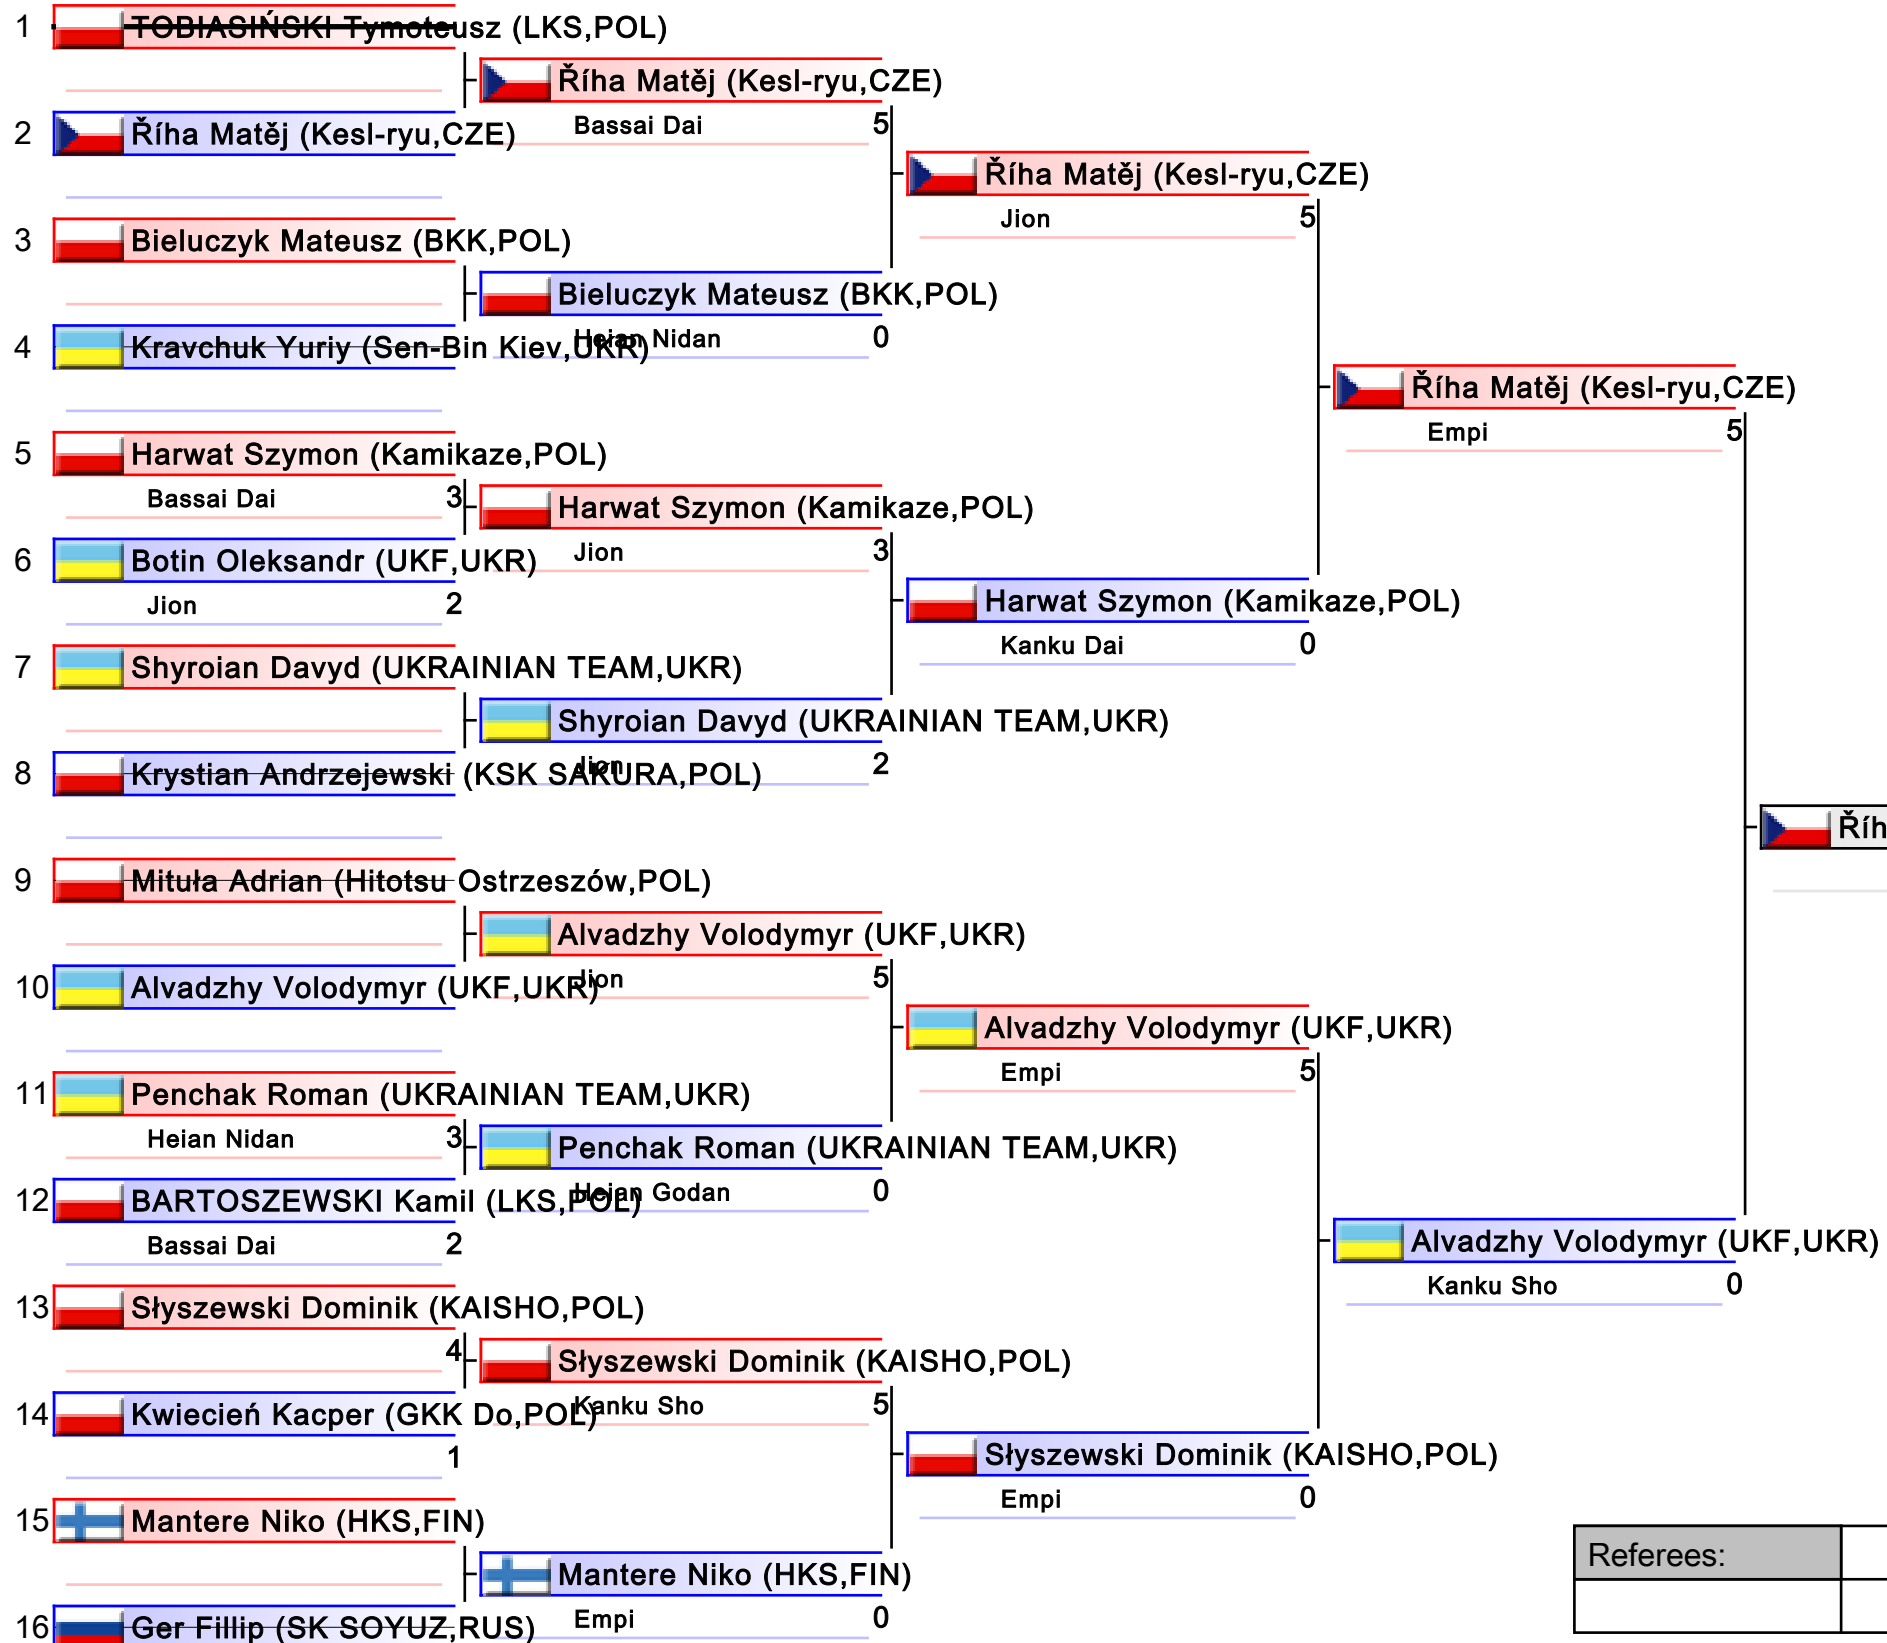 1 TOBIASIŃSKI Tymoteusz (LKS,POL)
Říha Matěj (Kesl-ryu,CZE)
Bassai Dai 5
2 Říha Matěj (Kesl-ryu,CZE)
Říha Matěj (Kesl-ryu,CZE)
Jion 5
3 Bieluczyk Mateusz (BKK,POL)
Bieluczyk Mateusz (BKK,POL)
Heian Nidan 0
4 Kravchuk Yuriy (Sen-Bin Kiev,UKR)
Říha Matěj (Kesl-ryu,CZE)
Empi 5
5 Harwat Szymon (Kamikaze,POL)
Bassai Dai 3
Harwat Szymon (Kamikaze,POL)
Jion 3
6 Botin Oleksandr (UKF,UKR)
Jion 2
Harwat Szymon (Kamikaze,POL)
Kanku Dai 0
7 Shyroian Davyd (UKRAINIAN TEAM,UKR)
Shyroian Davyd (UKRAINIAN TEAM,UKR)
Jion 2
8 Krystian Andrzejewski (KSK SAKURA,POL)
Říh
9 Mituła Adrian (Hitotsu Ostrzeszów,POL)
Alvadzhy Volodymyr (UKF,UKR)
Jion 5
10 Alvadzhy Volodymyr (UKF,UKR)
Alvadzhy Volodymyr (UKF,UKR)
Empi 5
11 Penchak Roman (UKRAINIAN TEAM,UKR)
Heian Nidan 3
Penchak Roman (UKRAINIAN TEAM,UKR)
Heian Godan 0
12 BARTOSZEWSKI Kamil (LKS,POL)
Bassai Dai 2
Alvadzhy Volodymyr (UKF,UKR)
Kanku Sho 0
13 Słyszewski Dominik (KAISHO,POL)
4
Słyszewski Dominik (KAISHO,POL)
Kanku Sho 5
14 Kwiecień Kacper (GKK Do,POL)
1
Słyszewski Dominik (KAISHO,POL)
Empi 0
15 Mantere Niko (HKS,FIN)
Mantere Niko (HKS,FIN)
Empi 0
16 Ger Fillip (SK SOYUZ,RUS)
Referees: